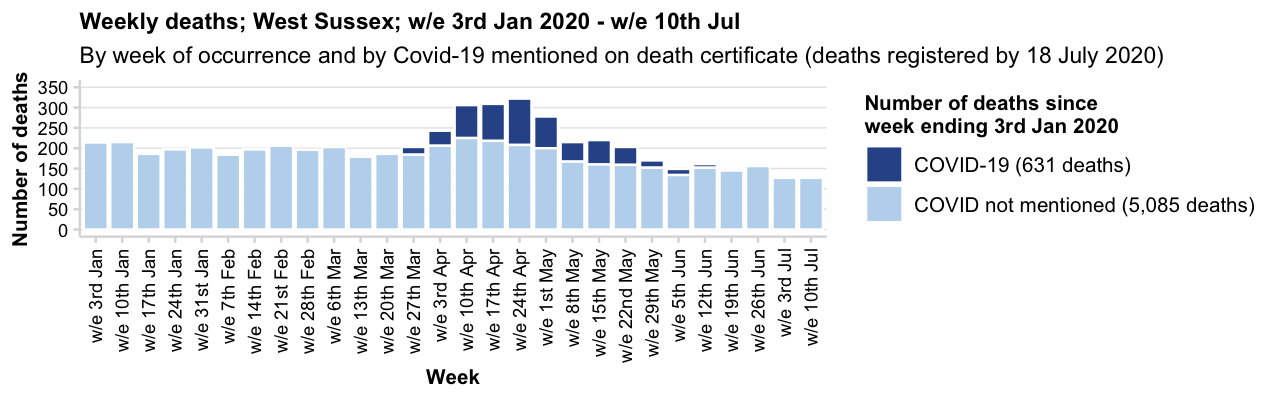 Weekly deaths; West Sussex; w/e 3rd Jan 2020 - w/e 10th Jul
By week of occurrence and by Covid-19 mentioned on death certificate (deaths registered by 18 July 2020)
Number of deaths
350
300
250
200
150
100
50
0
w/e 3rd Jan
w/e 10th Jan
w/e 17th Jan
w/e 24th Jan
w/e 31st Jan
w/e 7th Feb
w/e 14th Feb
w/e 21st Feb
w/e 28th Feb
w/e 6th Mar
w/e 13th Mar
w/e 20th Mar
w/e 27th Mar
w/e 3rd Apr
w/e 10th Apr
w/e 17th Apr
w/e 24th Apr
w/e 1st May
w/e 8th May
w/e 15th May
w/e 22nd May
w/e 29th May
w/e 5th Jun
w/e 12th Jun
w/e 19th Jun
w/e 26th Jun
w/e 3rd Jul
w/e 10th Jul
Week
Number of deaths since
week ending 3rd Jan 2020
COVID-19 (631 deaths)
COVID not mentioned (5,085 deaths)